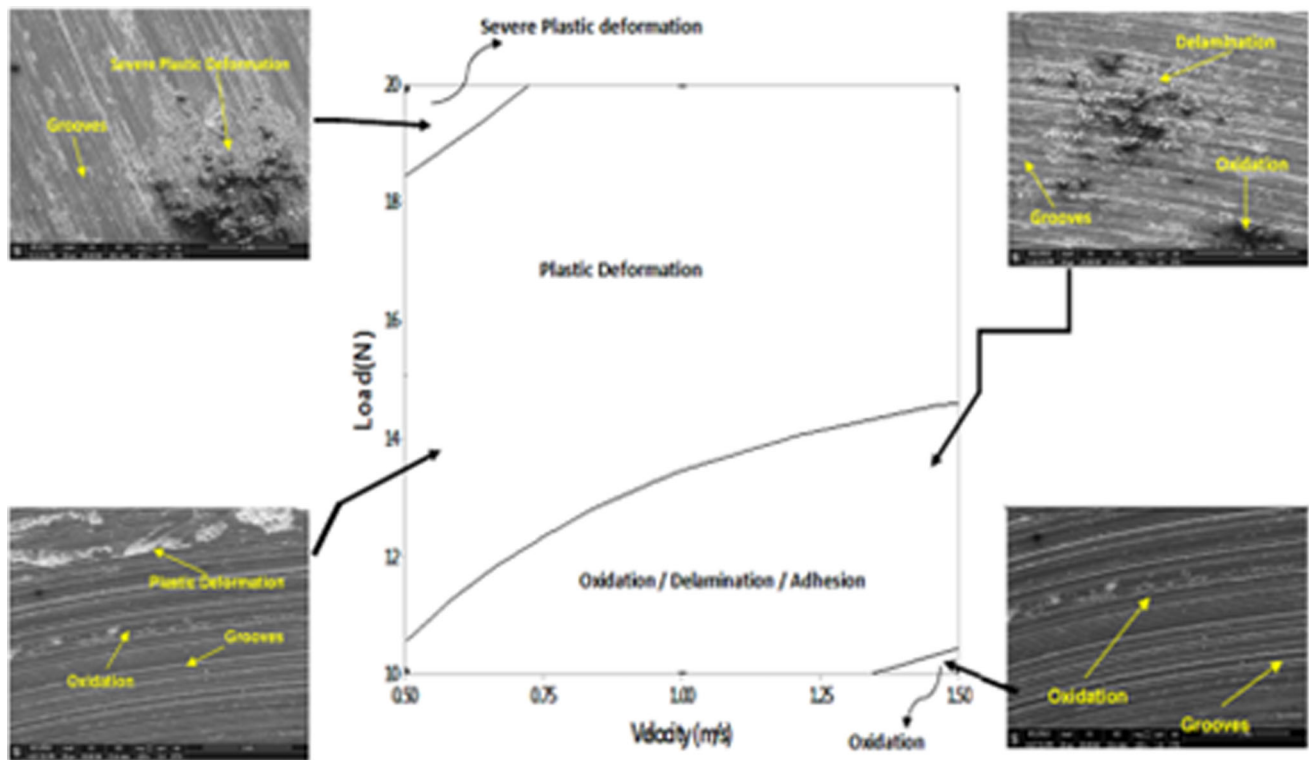 Severe Plastic deformation
Severe Plastic Deformation
Grooves
Delamination
Oxidation
Grooves
20
18
16
14
12
10
Load(N)
Plastic Deformation
Oxidation / Delamination / Adhesion
0.50
0.75
1.00
1.25
1.50
Velocity (m/s)
Oxidation
Plastic Deformation
Grooves
Oxidation
Oxidation
Grooves